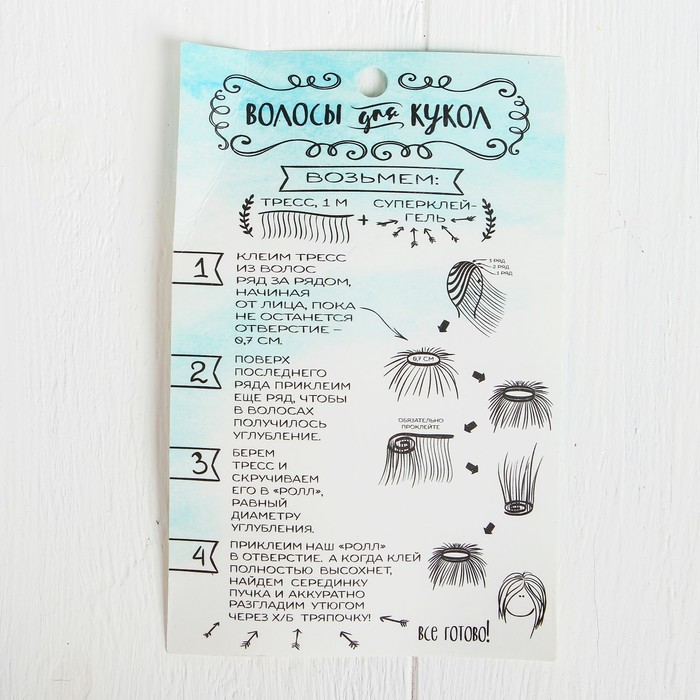 ВОЛОСЫ для КУКОЛ
ВОЗЬМЕМ:
ТРЕСС, 1 М + СУПЕРКЛЕЙ-
ГЕЛЬ
1
КЛЕИМ ТРЕСС
ИЗ ВОЛОС
РЯД ЗА РЯДОМ,
НАЧИНАЯ
ОТ ЛИЦА, ПОКА
НЕ ОСТАНЕТСЯ
ОТВЕРСТИЕ –
0,7 СМ.
1 РЯД
2 РЯД
3 РЯД
0,7 СМ.
2
ПОВЕРХ
ПОСЛЕДНЕГО
РЯДА ПРИКЛЕИМ
ЕЩЕ РЯД, ЧТОБЫ
В ВОЛОСАХ
ПОЛУЧИЛОСЬ
УГЛУБЛЕНИЕ.
ОБЯЗАТЕЛЬНО
ПРОКЛЕЙТЕ
3
БЕРЕМ
ТРЕСС И
СКРУЧИВАЕМ
ЕГО В «РОЛЛ»,
РАВНЫЙ
ДИАМЕТРУ
УГЛУБЛЕНИЯ.
4
ПРИКЛЕИМ НАШ «РОЛЛ»
В ОТВЕРСТИЕ. А КОГДА КЛЕЙ
ПОЛНОСТЬЮ ВЫСОХНЕТ,
НАЙДЕМ СЕРЕДИНКУ
ПУЧКА И АККУРАТНО
РАЗГЛАДИМ УТЮГОМ
ЧЕРЕЗ Х/Б ТРЯПОЧКУ!
ВСЕ ГОТОВО!